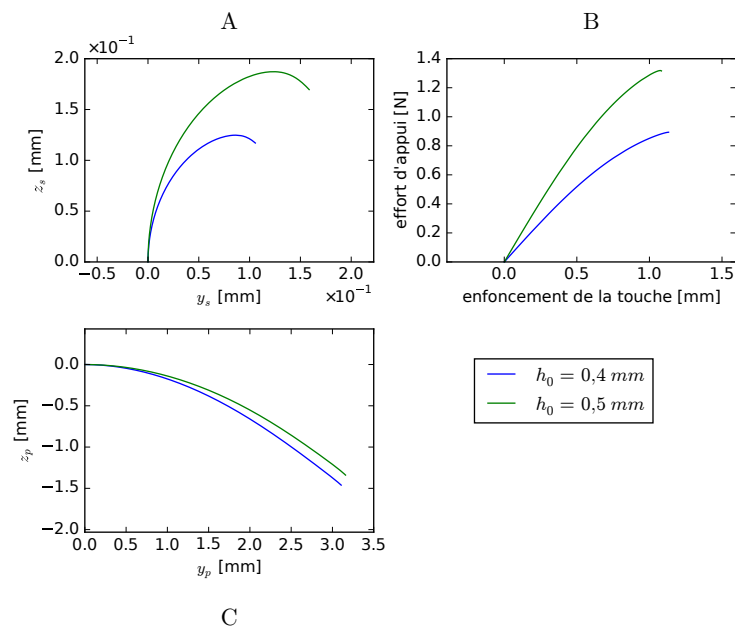 A
B
×10⁻¹
2.0
1.5
1.0
0.5
0.0
z_s [mm]
−0.5 0.0 0.5 1.0 1.5 2.0
y_s [mm]
×10⁻¹
1.4
1.2
1.0
0.8
0.6
0.4
0.2
0.0
effort d'appui [N]
0.0 0.5 1.0 1.5
enfoncement de la touche [mm]
0.0
−0.5
−1.0
−1.5
−2.0
z_p [mm]
0.0 0.5 1.0 1.5 2.0 2.5 3.0 3.5
y_p [mm]
h_0 = 0,4 mm
h_0 = 0,5 mm
C